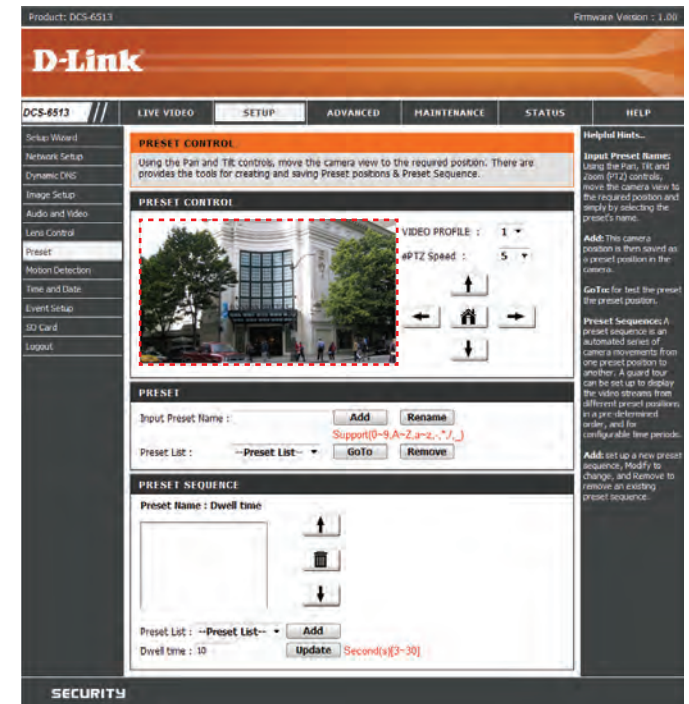 Product: DCS-6513
Firmware Version : 1.00
D-Link
DCS-6513
LIVE VIDEO
SETUP
ADVANCED
MAINTENANCE
STATUS
HELP
Setup Wizard
Network Setup
Dynamic DNS
Image Setup
Audio and Video
Lens Control
Preset
Motion Detection
Time and Date
Event Setup
SD Card
Logout
PRESET CONTROL
Using the Pan and Tilt controls, move the camera view to the required position. There are
provides the tools for creating and saving Preset positions & Preset Sequence.
PRESET CONTROL
VIDEO PROFILE : 1
ePTZ Speed : 5
PRESET
Input Preset Name : Add Rename
Support(0~9,A~Z,a~z,-,*,/,_)
Preset List : --Preset List-- GoTo Remove
PRESET SEQUENCE
Preset Name : Dwell time
Preset List : --Preset List-- Add
Dwell time : 10 Update Second(s)[3~30]
Helpful Hints..
Input Preset Name:
Using the Pan, Tilt and
Zoom (PTZ) controls,
move the camera view to
the required position and
simply by selecting the
preset's name.
Add: This camera
position is then saved as
a preset position in the
camera.
GoTo: for test the preset
the preset position.
Preset Sequence: A
preset sequence is an
automated series of
camera movements from
one preset position to
another. A guard tour
can be set up to display
the video streams from
different preset positions
in a pre-determined
order, and for
configurable time periods.
Add: set up a new preset
sequence, Modify to
change, and Remove to
remove an existing
preset sequence.
SECURITY